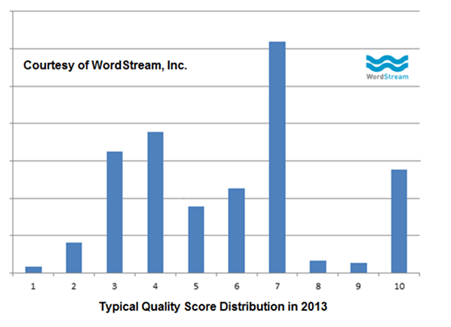 Courtesy of WordStream, Inc.
WordStream
1 2 3 4 5 6 7 8 9 10
Typical Quality Score Distribution in 2013